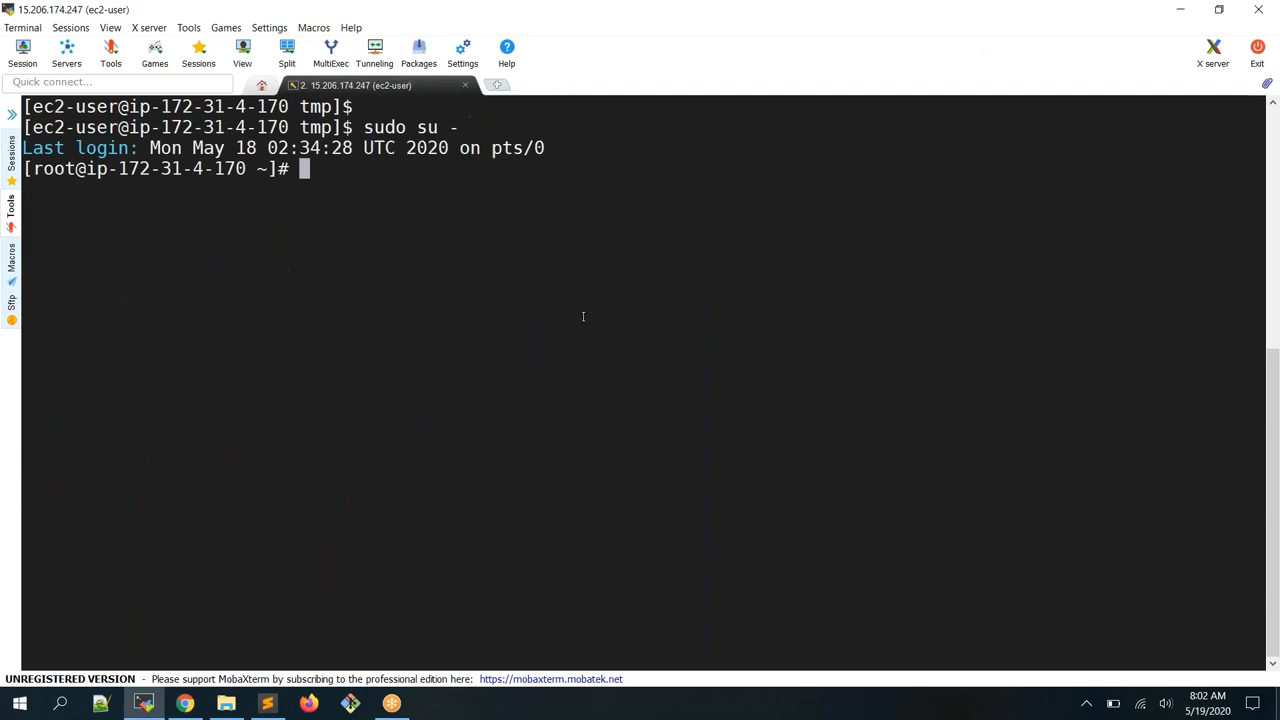 15.206.174.247 (ec2-user)
Terminal Sessions View X server Tools Games Settings Macros Help
Session Servers Tools Games Sessions View Split MultiExec Tunneling Packages Settings Help X server Exit
Quick connect... 2. 15.206.174.247 (ec2-user)
[ec2-user@ip-172-31-4-170 tmp]$
[ec2-user@ip-172-31-4-170 tmp]$ sudo su -
Last login: Mon May 18 02:34:28 UTC 2020 on pts/0
[root@ip-172-31-4-170 ~]#
Sessions
Tools
Macros
Sftp
UNREGISTERED VERSION - Please support MobaXterm by subscribing to the professional edition here: https://mobaxterm.mobatek.net
8:02 AM
5/19/2020